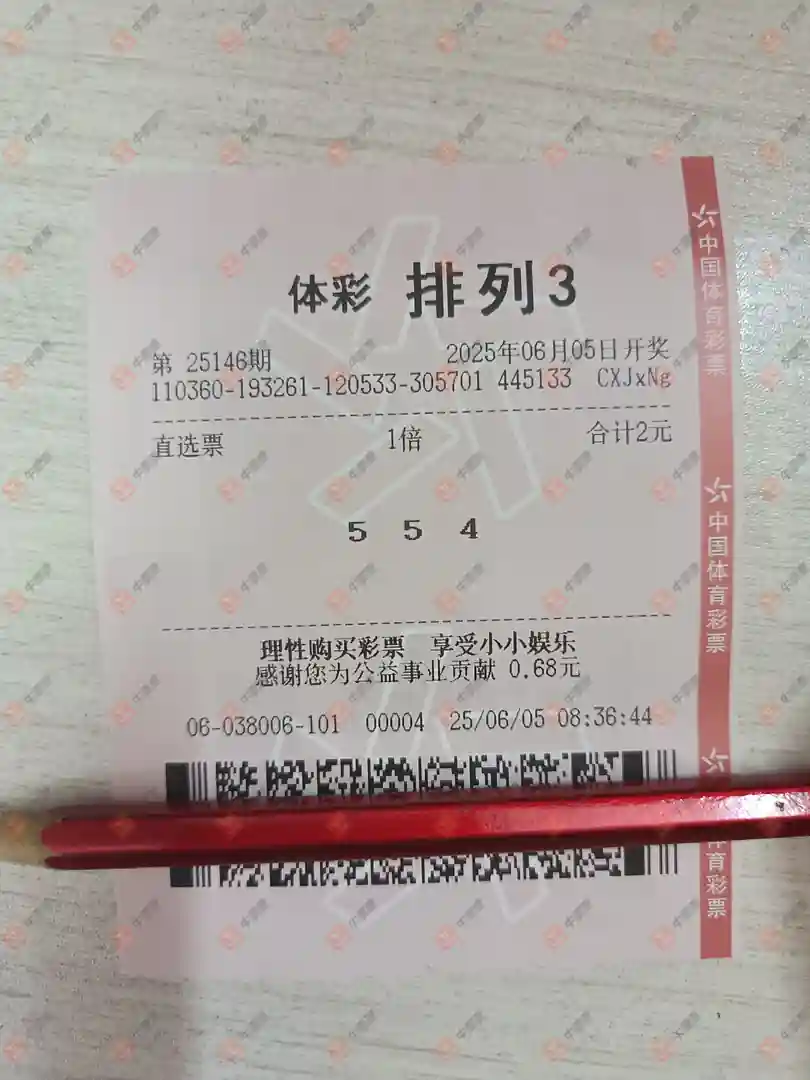 体彩 排列3
第 25146期 2025年06月05日开奖
110360-193261-120533-305701 445133 CXJxNg
直选票 1倍 合计2元
5 5 4
理性购买彩票 享受小小娱乐
感谢您为公益事业贡献 0.68元
06-038006-101 00004 25/06/05 08:36:44
中国体育彩票
中国体育彩票
育彩票